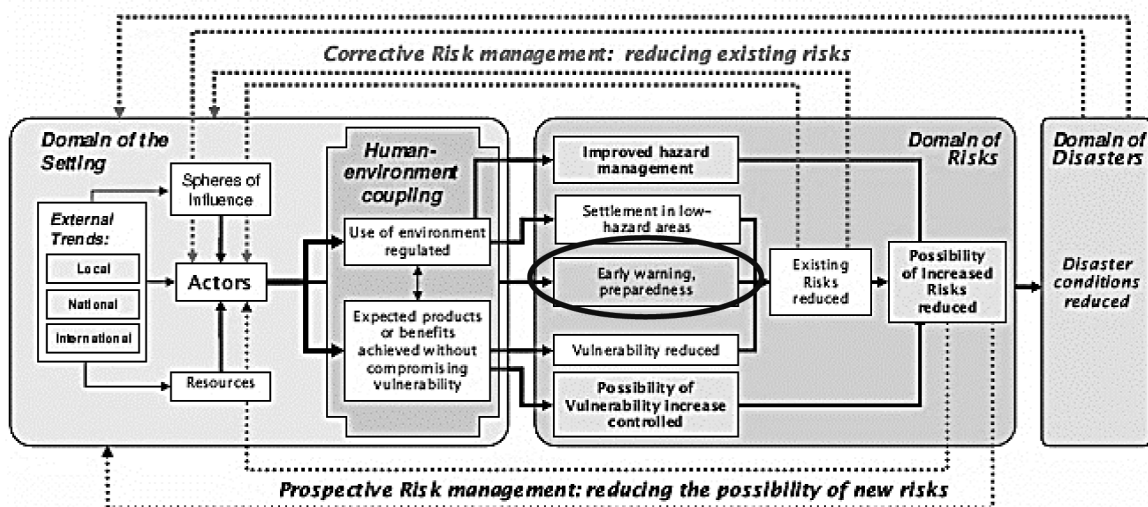 Corrective Risk management: reducing existing risks
Domain of the
Setting
Spheres of
Influence
External
Trends:
Local
National
International
Actors
Resources
Human-
environment
coupling
Use of environment
regulated
Expected products
or benefits
achieved without
compromising
vulnerability
Domain of
Risks
Improved hazard
management
Settlement in low-
hazard areas
Early warning,
preparedness
Vulnerability reduced
Possibility of
Vulnerability increase
controlled
Existing
Risks
reduced
Possibility
of Increased
Risks
reduced
Domain of
Disasters
Disaster
conditions
reduced
Prospective Risk management: reducing the possibility of new risks